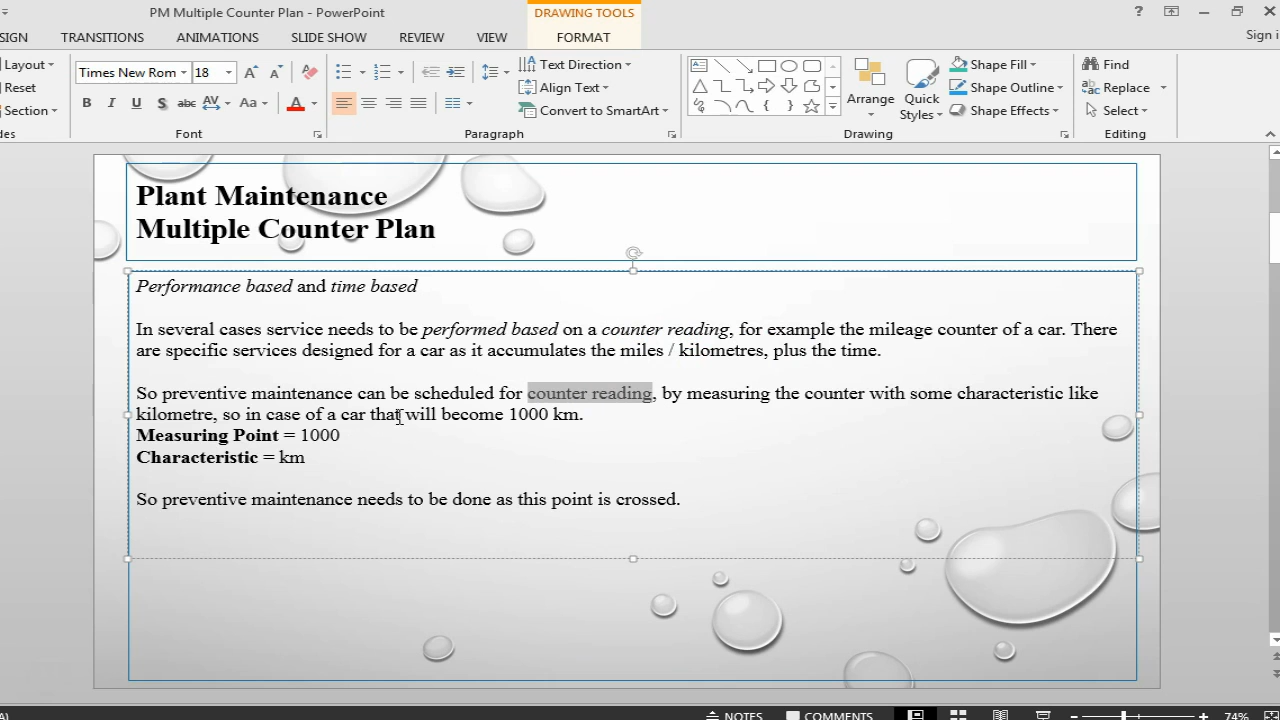 PM Multiple Counter Plan - PowerPoint
DRAWING TOOLS
?
SIGN TRANSITIONS ANIMATIONS SLIDE SHOW REVIEW VIEW FORMAT
Sign i
Layout
Times New Rom 18
Text Direction
Shape Fill
Find
Reset
Align Text
Shape Outline
Replace
Section
B I U S abc AV Aa A
Convert to SmartArt
Arrange
Quick Styles
Shape Effects
Select
des Font Paragraph Drawing Editing
Plant Maintenance
Multiple Counter Plan
Performance based and time based
In several cases service needs to be performed based on a counter reading, for example the mileage counter of a car. There
are specific services designed for a car as it accumulates the miles / kilometres, plus the time.
So preventive maintenance can be scheduled for counter reading, by measuring the counter with some characteristic like
kilometre, so in case of a car that will become 1000 km.
Measuring Point = 1000
Characteristic = km
So preventive maintenance needs to be done as this point is crossed.
A) NOTES COMMENTS 74%